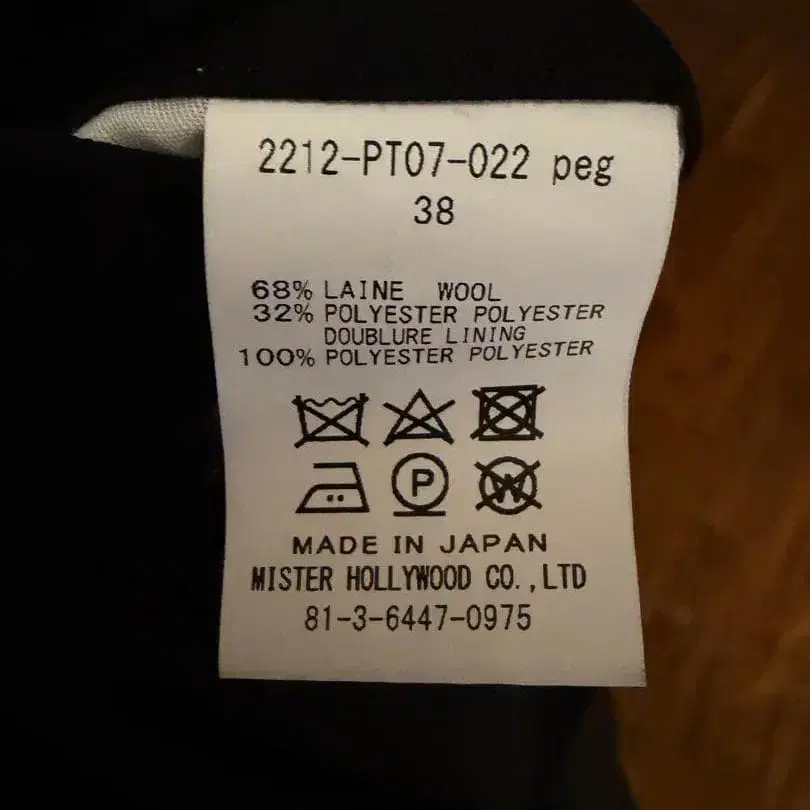 2212-PT07-022 peg
38
68% LAINE WOOL
32% POLYESTER POLYESTER
DOUBLURE LINING
100% POLYESTER POLYESTER
P
W
MADE IN JAPAN
MISTER HOLLYWOOD CO.,LTD
81-3-6447-0975